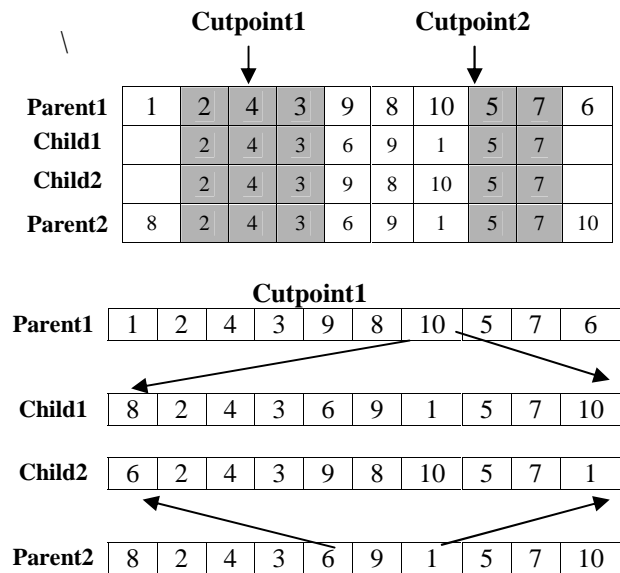 Cutpoint1 Cutpoint2
\
Parent1 1 2 4 3 9 8 10 5 7 6
Child1 2 4 3 6 9 1 5 7
Child2 2 4 3 9 8 10 5 7
Parent2 8 2 4 3 6 9 1 5 7 10
Cutpoint1
Parent1 1 2 4 3 9 8 10 5 7 6
Child1 8 2 4 3 6 9 1 5 7 10
Child2 6 2 4 3 9 8 10 5 7 1
Parent2 8 2 4 3 6 9 1 5 7 10